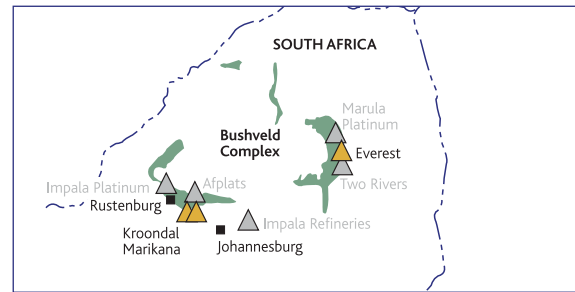 SOUTH AFRICA
Marula
Platinum
Bushveld
Complex
Everest
Impala Platinum
Afplats
Two Rivers
Rustenburg
Impala Refineries
Kroondal
Marikana
Johannesburg